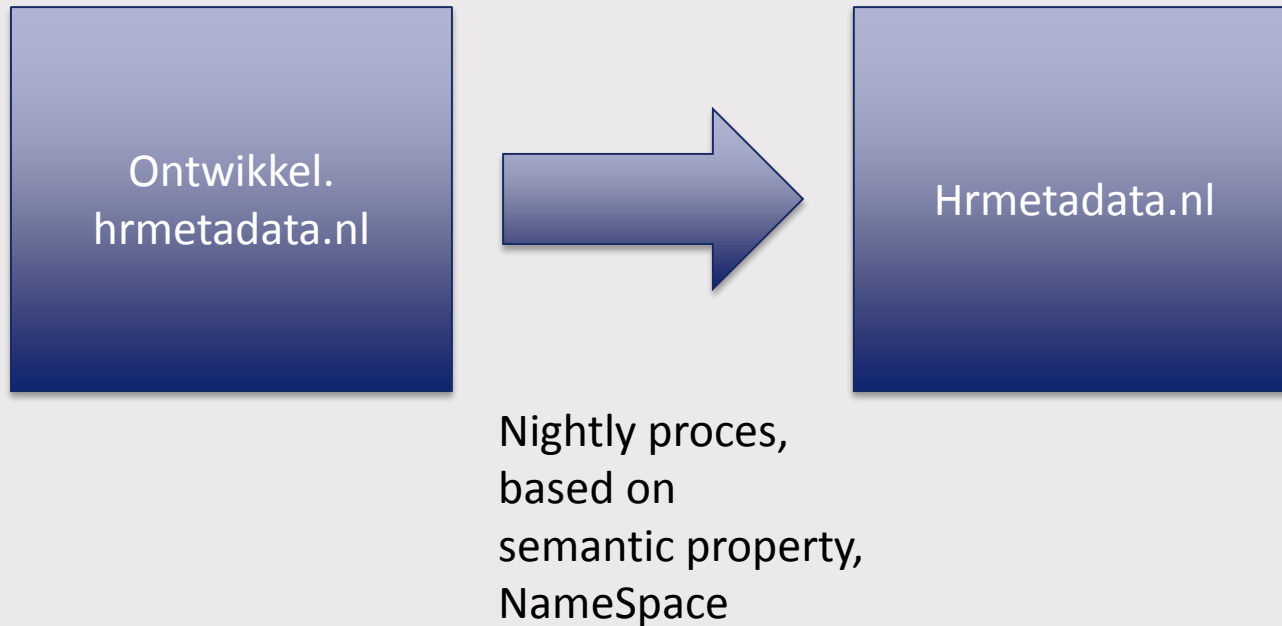 Ontwikkel.
hrmetadata.nl
Hrmetadata.nl
Nightly proces,
based on
semantic property,
NameSpace